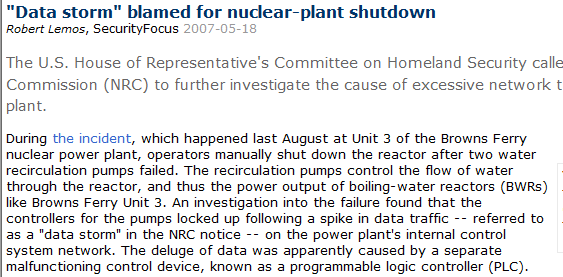 "Data storm" blamed for nuclear-plant shutdown
Robert Lemos, SecurityFocus 2007-05-18
The U.S. House of Representative's Committee on Homeland Security calle
Commission (NRC) to further investigate the cause of excessive network t
plant.
During the incident, which happened last August at Unit 3 of the Browns Ferry
nuclear power plant, operators manually shut down the reactor after two water
recirculation pumps failed. The recirculation pumps control the flow of water
through the reactor, and thus the power output of boiling-water reactors (BWRs)
like Browns Ferry Unit 3. An investigation into the failure found that the
controllers for the pumps locked up following a spike in data traffic -- referred to
as a "data storm" in the NRC notice -- on the power plant's internal control
system network. The deluge of data was apparently caused by a separate
malfunctioning control device, known as a programmable logic controller (PLC).